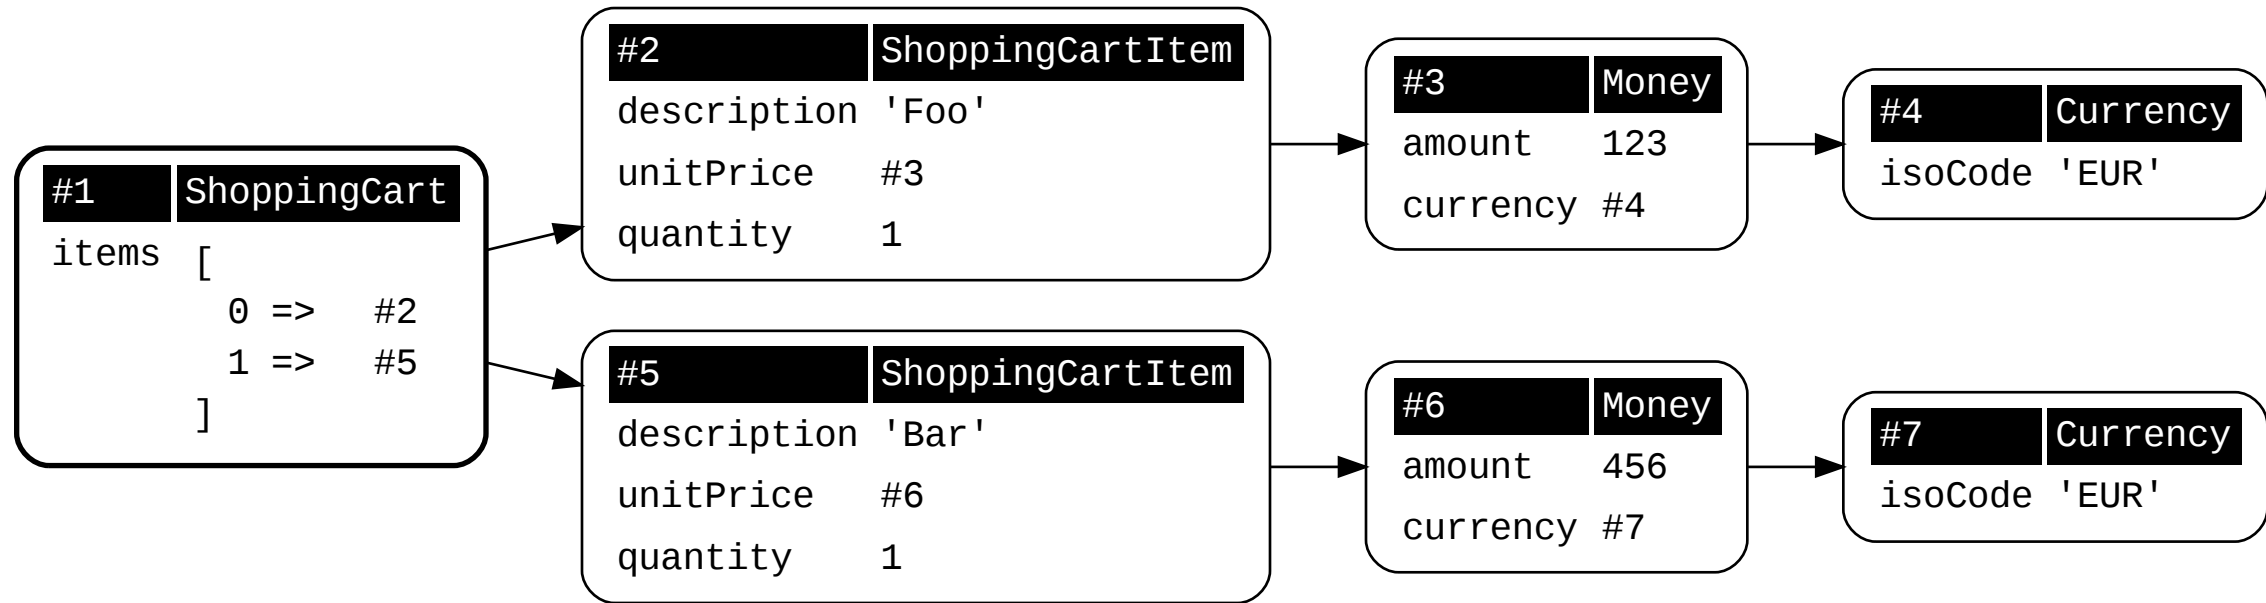 #1 ShoppingCart
items [
0 => #2
1 => #5
]
#2 ShoppingCartItem
description 'Foo'
unitPrice #3
quantity 1
#3 Money
amount 123
currency #4
#4 Currency
isoCode 'EUR'
#5 ShoppingCartItem
description 'Bar'
unitPrice #6
quantity 1
#6 Money
amount 456
currency #7
#7 Currency
isoCode 'EUR'